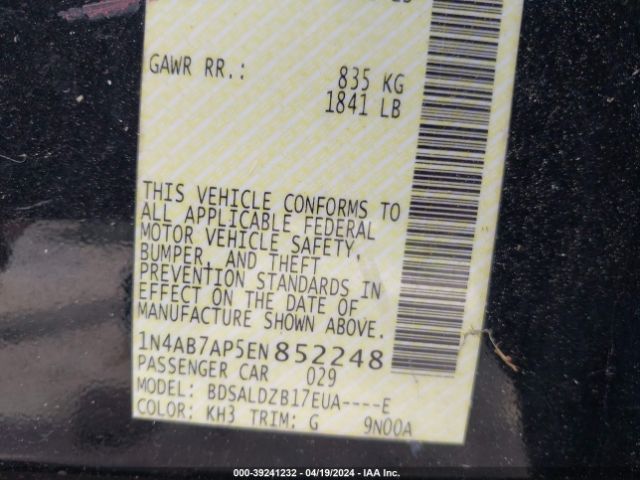 GAWR RR.: 835 KG
1841 LB
THIS VEHICLE CONFORMS TO
ALL APPLICABLE FEDERAL
MOTOR VEHICLE SAFETY,
BUMPER, AND THEFT
PREVENTION STANDARDS IN
EFFECT ON THE DATE OF
MANUFACTURE SHOWN ABOVE.
1N4AB7AP5EN852248
PASSENGER CAR 029
MODEL: BDSALDZB17EUA----E
COLOR: KH3 TRIM: G 9N00A
000-39241232 - 04/19/2024 - IAA Inc.